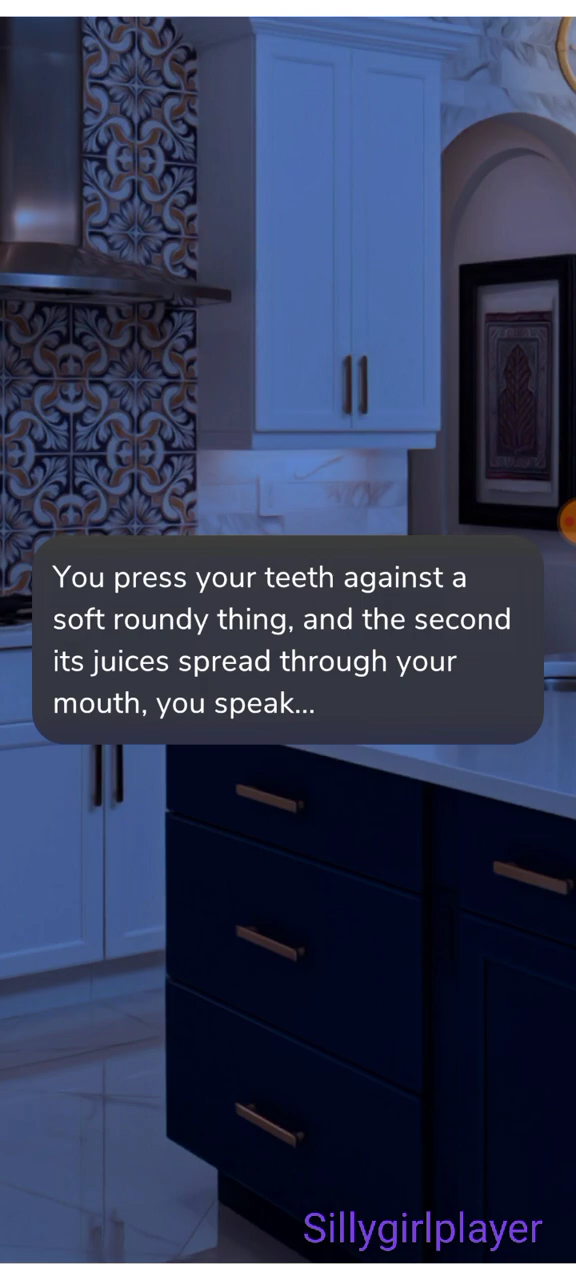 You press your teeth against a
soft roundy thing, and the second
its juices spread through your
mouth, you speak...
Sillygirlplayer